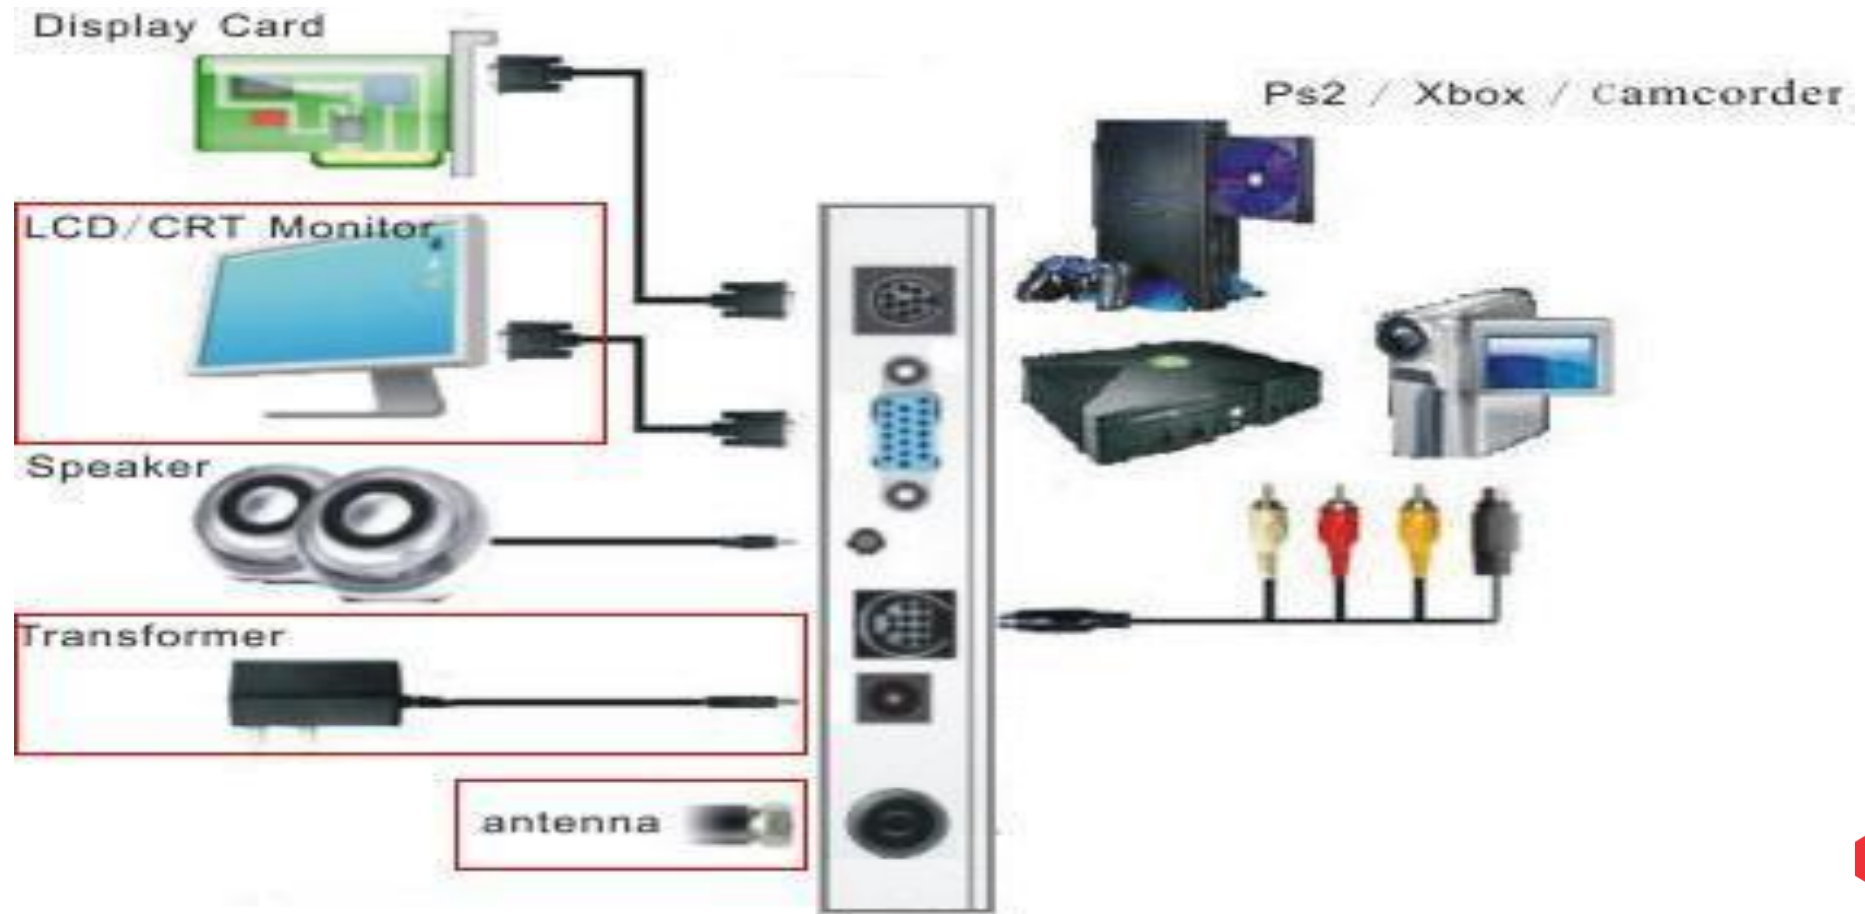 Display Card
Ps2 / Xbox / Camcorder
LCD/CRT Monitor
Speaker
Transformer
antenna